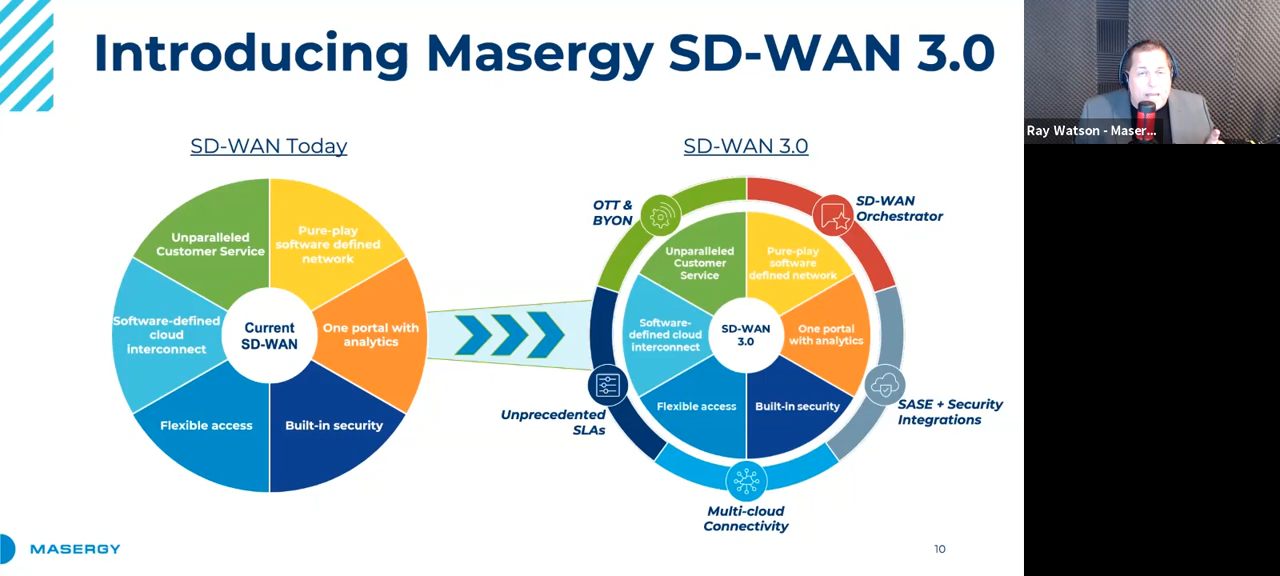 Introducing Masergy SD-WAN 3.0
Ray Watson - Maser...
SD-WAN Today
Unparalleled
Customer Service
Pure-play
software defined
network
Software-defined
cloud
interconnect
Current
SD-WAN
One portal with
analytics
Flexible access
Built-in security
SD-WAN 3.0
OTT &
BYON
SD-WAN
Orchestrator
Unparalleled
Customer
Service
Pure-play
software
defined network
Software-
defined cloud
interconnect
SD-WAN
3.0
One portal
with analytics
Flexible access
Built-in security
Unprecedented
SLAs
SASE + Security
Integrations
Multi-cloud
Connectivity
MASERGY
10